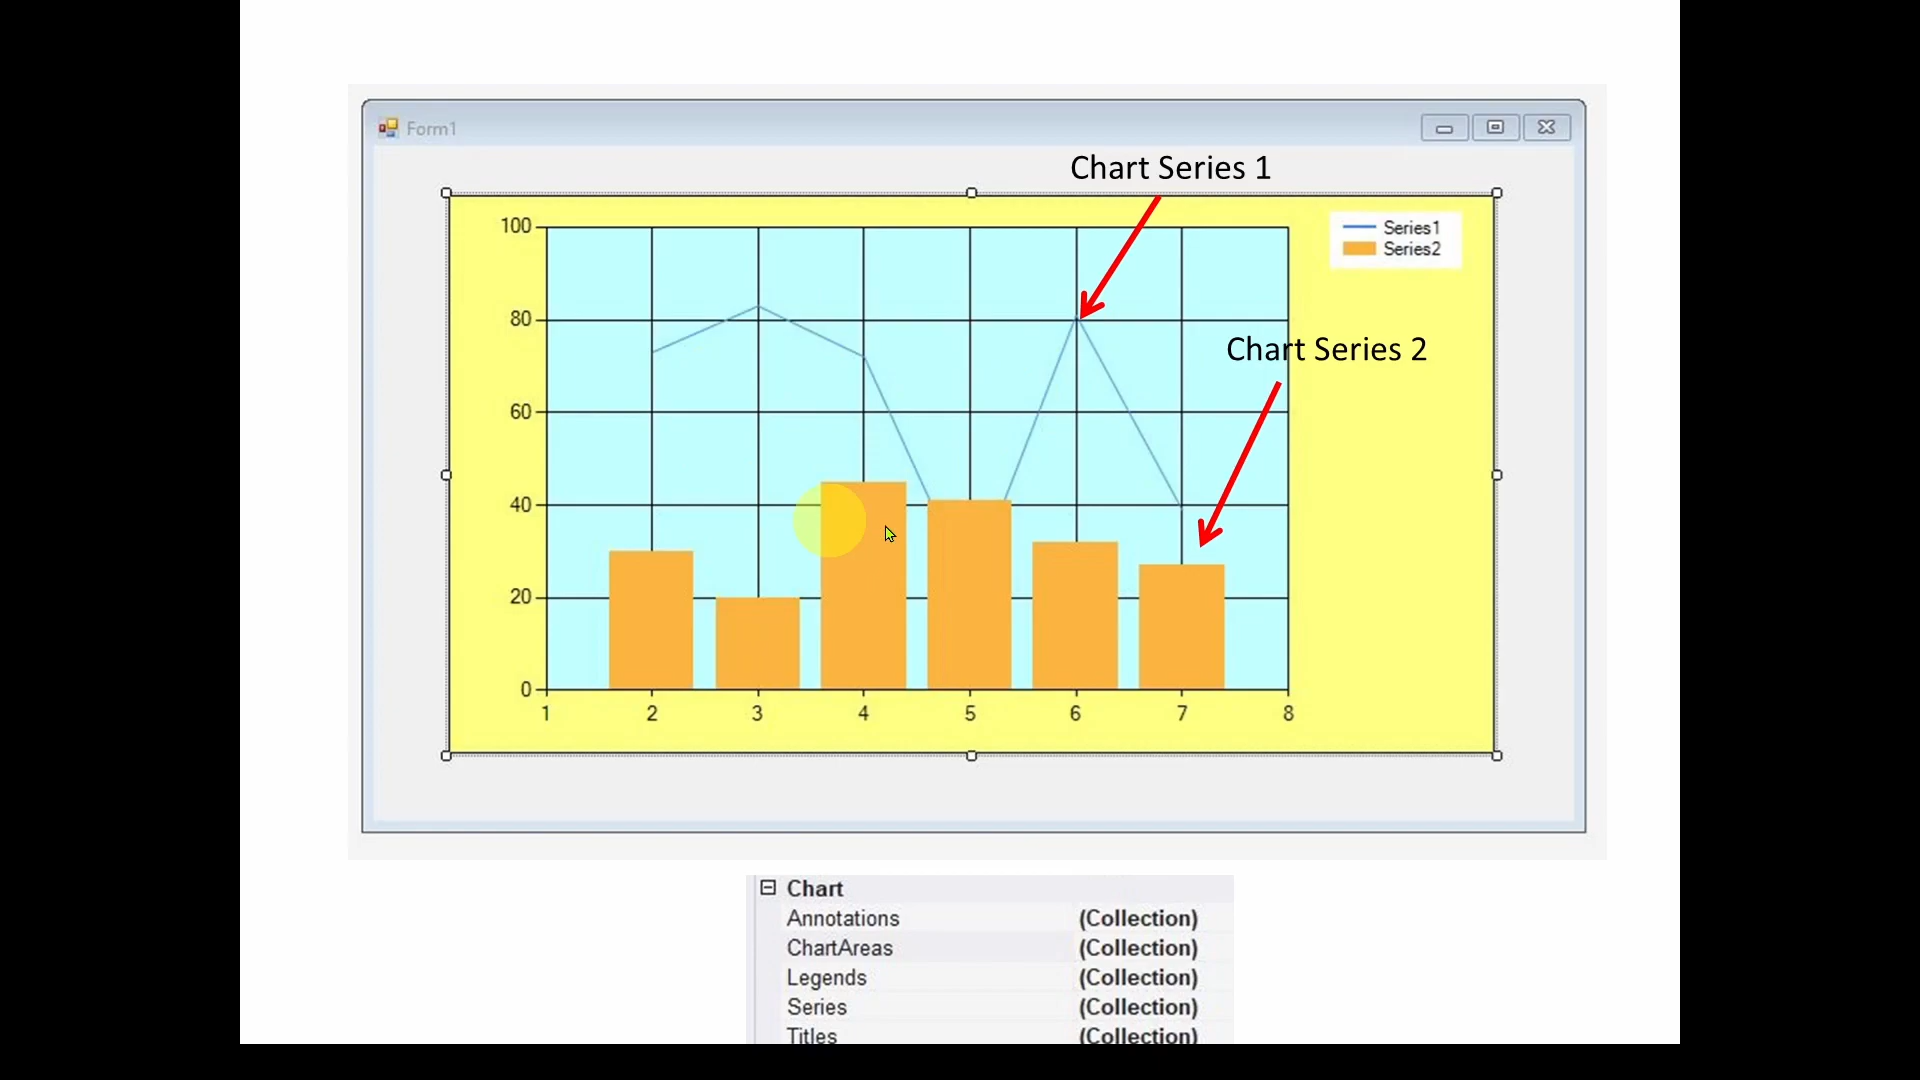 Form1
Chart Series 1
Series1
Series2
Chart Series 2
100
80
60
40
20
0
1 2 3 4 5 6 7 8
Chart
Annotations (Collection)
ChartAreas (Collection)
Legends (Collection)
Series (Collection)
Titles (Collection)